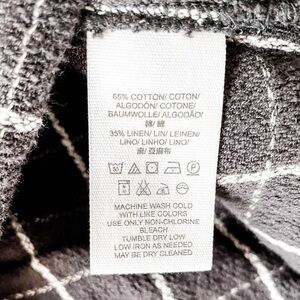 65% COTTON/ COTON/
ALGODÓN/ COTONE/
BAUMWOLLE/ ALGODÃO/
棉/ 綿
35% LINEN/ LIN/ LEINEN/
LINO/ LINHO/ LINO/
麻/ 亞麻布
MACHINE WASH COLD
WITH LIKE COLORS
USE ONLY NON-CHLORINE
BLEACH
TUMBLE DRY LOW
LOW IRON AS NEEDED
MAY BE DRY CLEANED